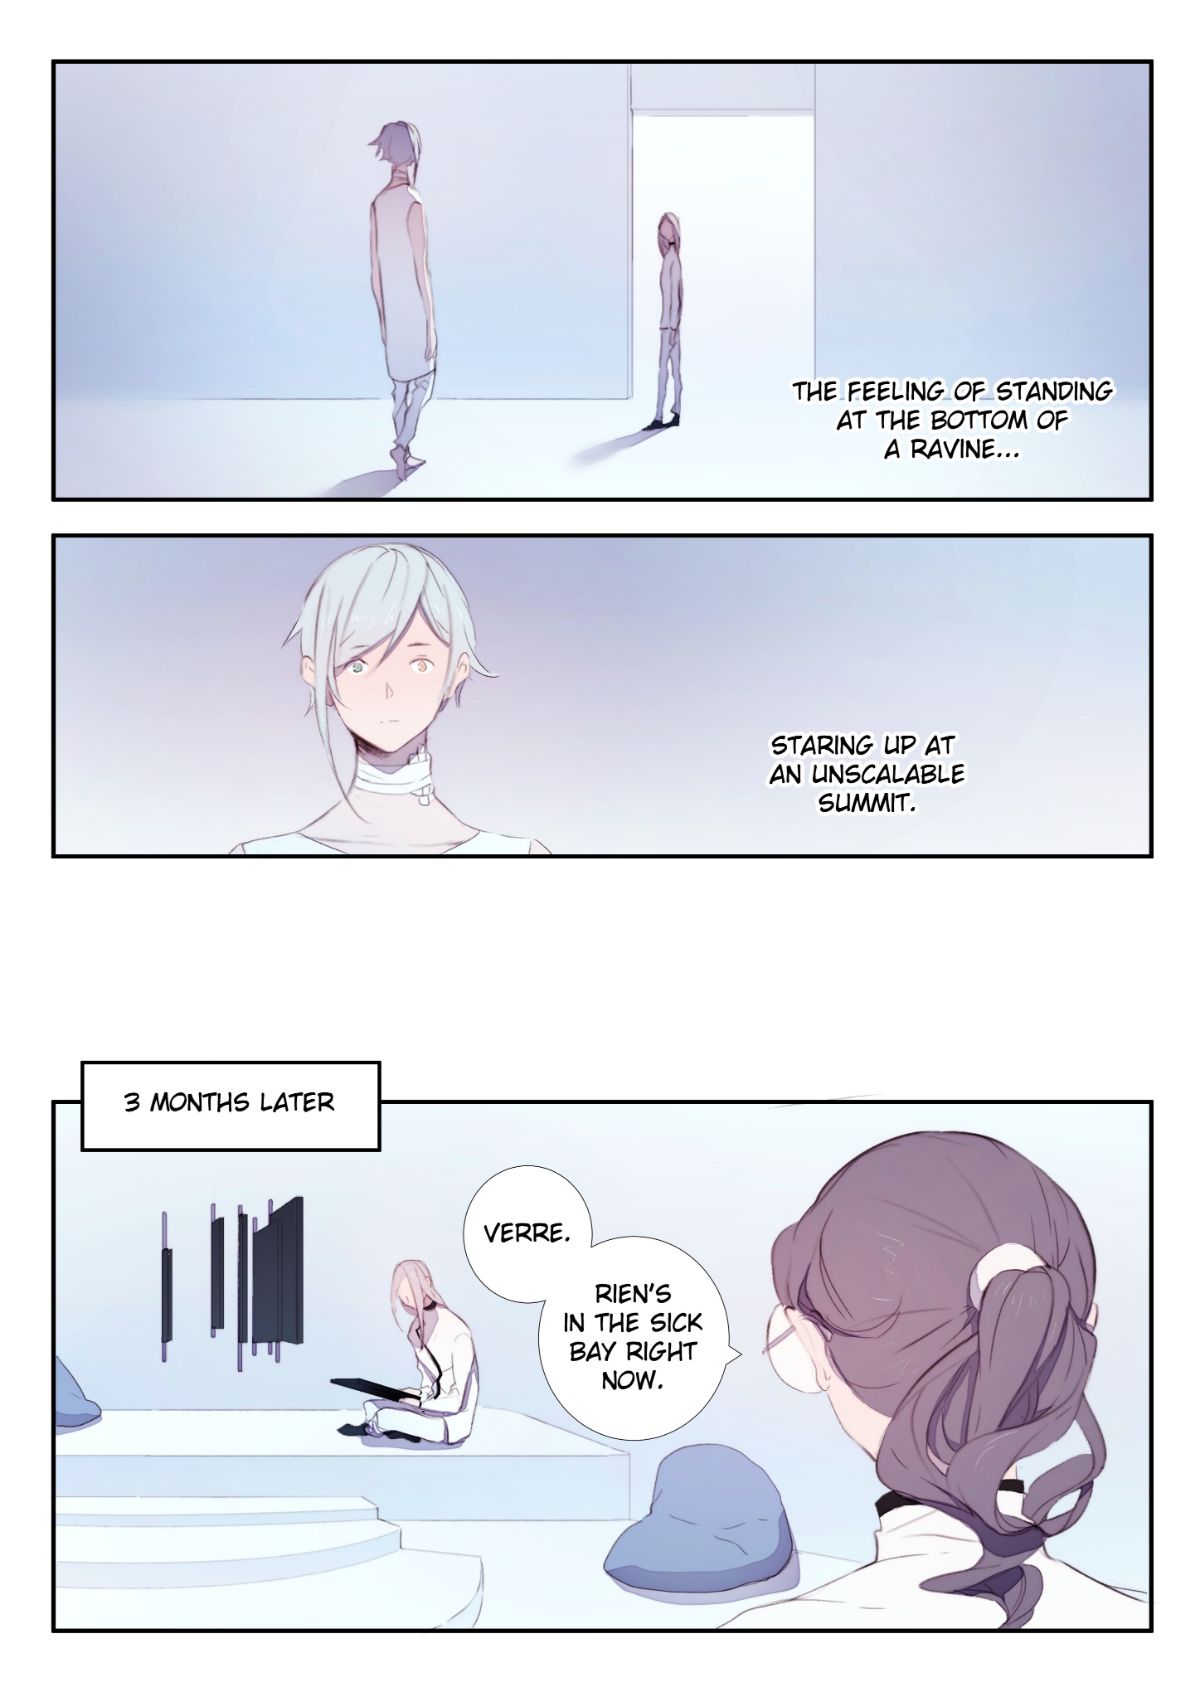 THE FEELING OF STANDING
AT THE BOTTOM OF
A RAVINE...
STARING UP AT
AN UNSCALABLE
SUMMIT.
3 MONTHS LATER
VERRE.
RIEN'S
IN THE SICK
BAY RIGHT
NOW.